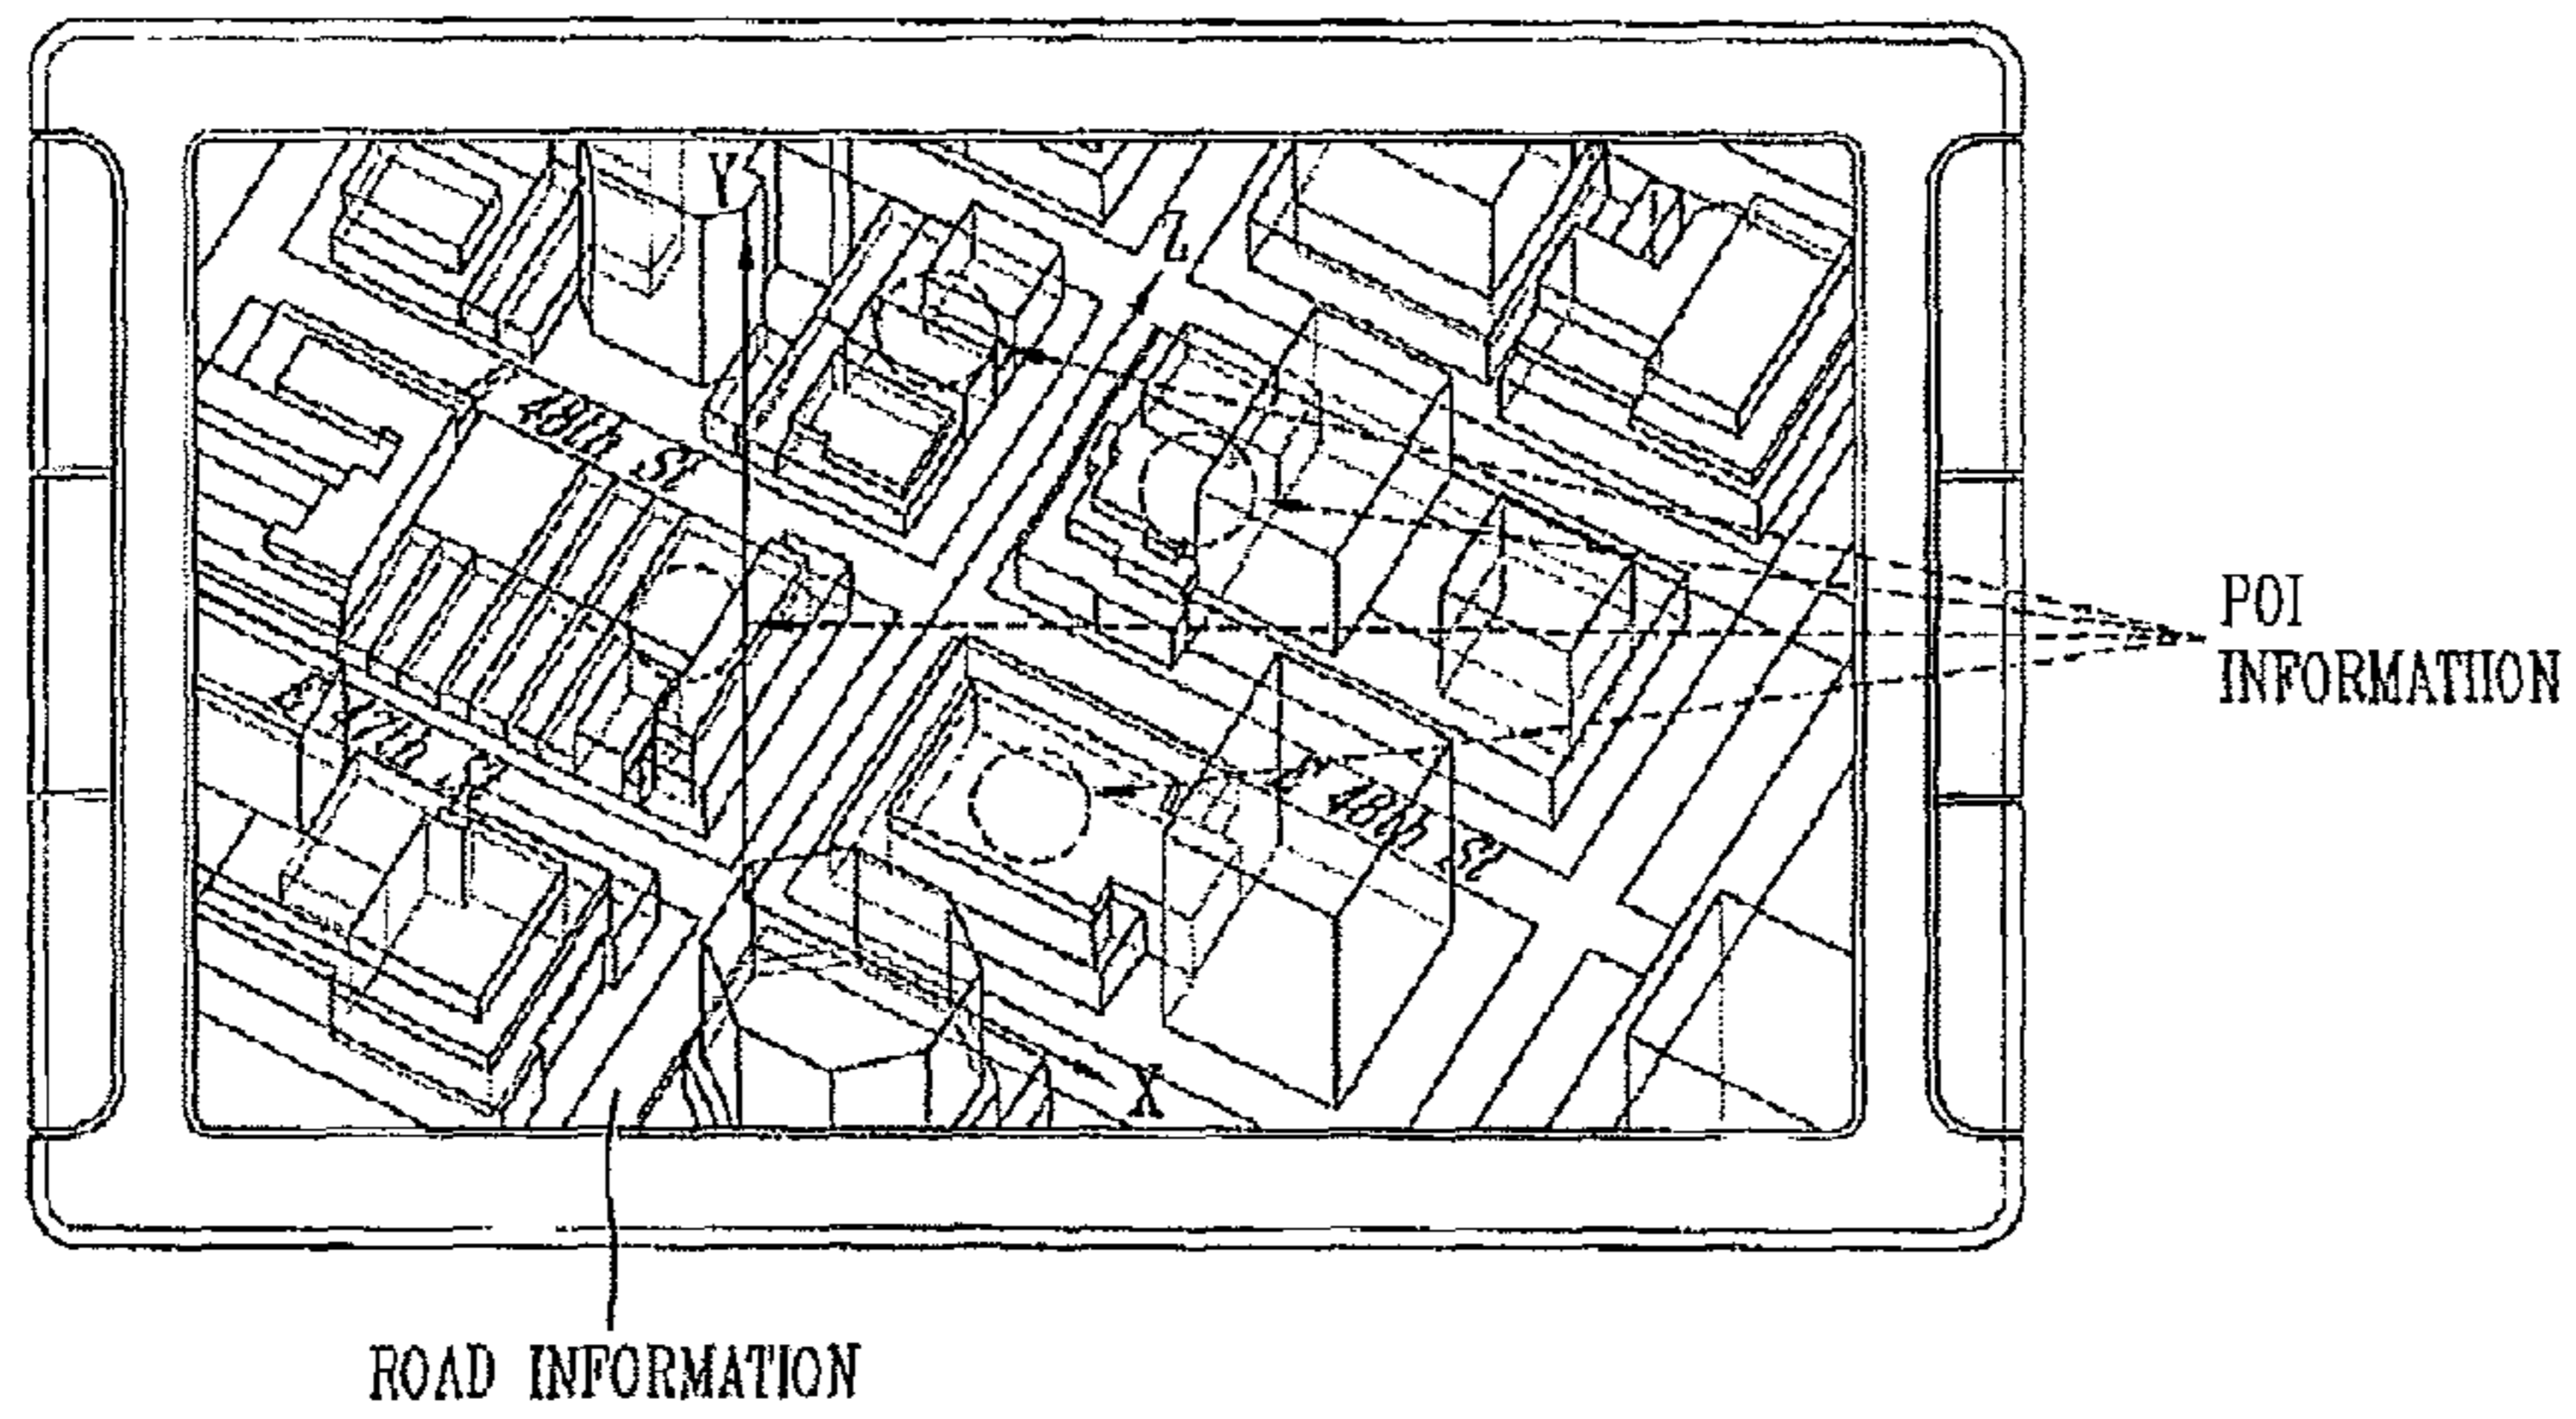 Y
Z
48th St
POI
INFORMATIION
E 47th St
E 48th St
X
ROAD INFORMATION